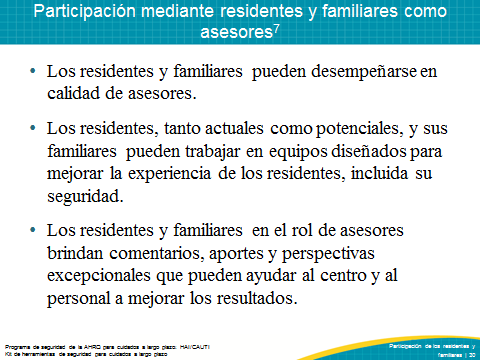 Participación mediante residentes y familiares como
asesores7
• Los residentes y familiares pueden desempeñarse en
calidad de asesores.
• Los residentes, tanto actuales como potenciales, y sus
familiares pueden trabajar en equipos diseñados para
mejorar la experiencia de los residentes, incluida su
seguridad.
• Los residentes y familiares en el rol de asesores
brindan comentarios, aportes y perspectivas
excepcionales que pueden ayudar al centro y al
personal a mejorar los resultados.
Programa de seguridad de la AHRQ para cuidados a largo plazo: HAI/CAUTI
Kit de herramientas de seguridad para cuidados a largo plazo
Participación de los residentes y
familiares | 20